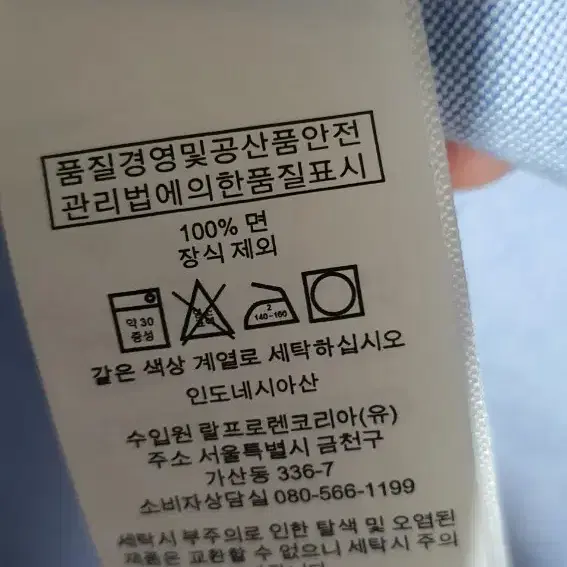 품질경영및공산품안전
관리법에의한품질표시
100% 면
장식 제외
약 30
중성
염소
표백
2
140-160
같은 색상 계열로 세탁하십시오
인도네시아산
수입원 랄프로렌코리아(유)
주소 서울특별시 금천구
가산동 336-7
소비자상담실 080-566-1199
세탁시 부주의로 인한 탈색 및 오염된
제품은 교환할 수 없으니 세탁시 주의